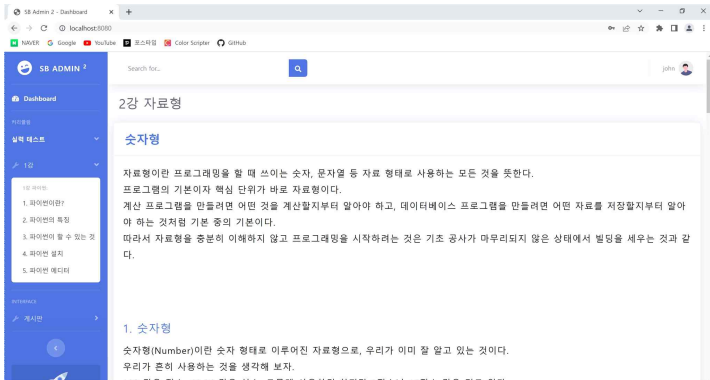 SB Admin 2 - Dashboard
localhost:8080
NAVER
Google
YouTube
포스타입
Color Scripter
GitHub
SB ADMIN 2
Search for...
john
Dashboard
커리큘럼
실력 테스트
1강
1강 파이썬
1. 파이썬이란?
2. 파이썬의 특징
3. 파이썬이 할 수 있는 것
4. 파이썬 설치
5. 파이썬 에디터
INTERFACE
게시판
2강 자료형
숫자형
자료형이란 프로그래밍을 할 때 쓰이는 숫자, 문자열 등 자료 형태로 사용하는 모든 것을 뜻한다.
프로그램의 기본이자 핵심 단위가 바로 자료형이다.
계산 프로그램을 만들려면 어떤 것을 계산할지부터 알아야 하고, 데이터베이스 프로그램을 만들려면 어떤 자료를 저장할지부터 알아
야 하는 것처럼 기본 중의 기본이다.
따라서 자료형을 충분히 이해하지 않고 프로그래밍을 시작하려는 것은 기초 공사가 마무리되지 않은 상태에서 빌딩을 세우는 것과 같
다.
1. 숫자형
숫자형(Number)이란 숫자 형태로 이루어진 자료형으로, 우리가 이미 잘 알고 있는 것이다.
우리가 흔히 사용하는 것을 생각해 보자.